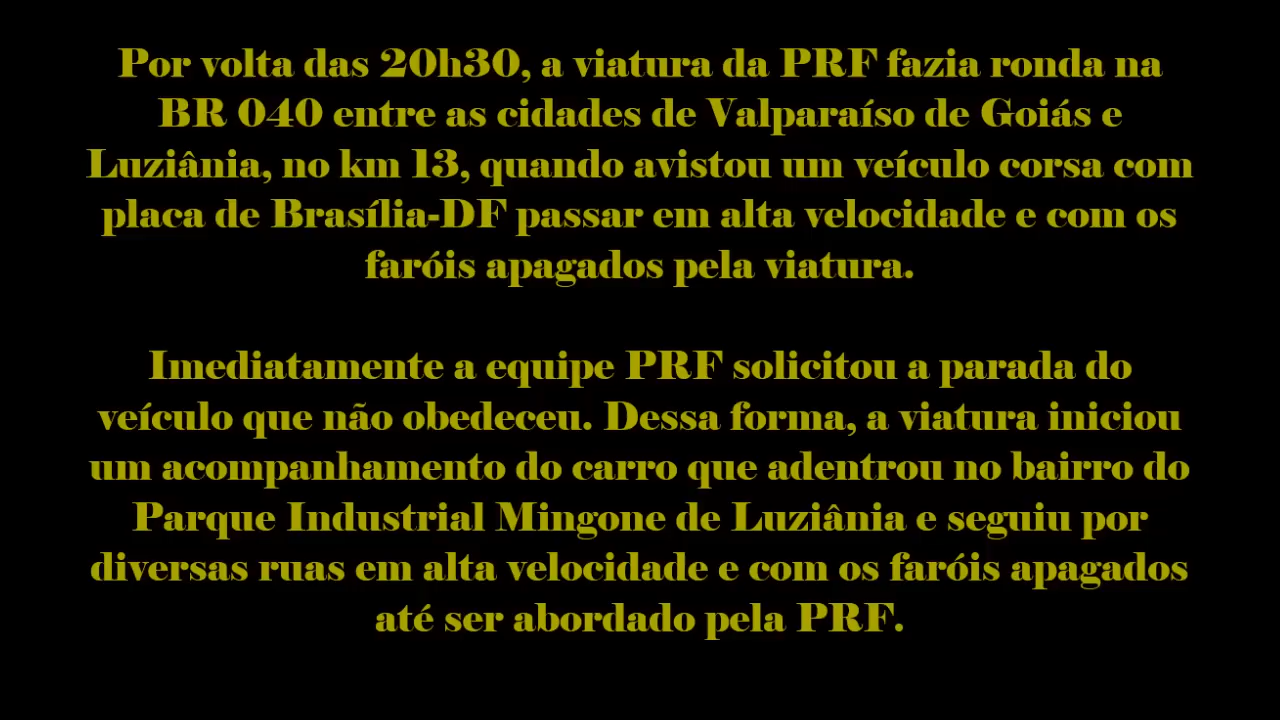 Por volta das 20h30, a viatura da PRF fazia ronda na
BR 040 entre as cidades de Valparaíso de Goiás e
Luziânia, no km 13, quando avistou um veículo corsa com
placa de Brasília-DF passar em alta velocidade e com os
faróis apagados pela viatura.
Imediatamente a equipe PRF solicitou a parada do
veículo que não obedeceu. Dessa forma, a viatura iniciou
um acompanhamento do carro que adentrou no bairro do
Parque Industrial Mingone de Luziânia e seguiu por
diversas ruas em alta velocidade e com os faróis apagados
até ser abordado pela PRF.